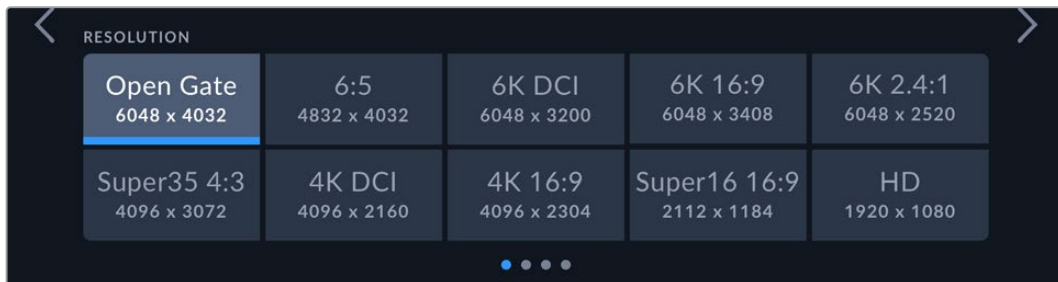 RESOLUTION
Open Gate
6048 x 4032
6:5
4832 x 4032
6K DCI
6048 x 3200
6K 16:9
6048 x 3408
6K 2.4:1
6048 x 2520
Super35 4:3
4096 x 3072
4K DCI
4096 x 2160
4K 16:9
4096 x 2304
Super16 16:9
2112 x 1184
HD
1920 x 1080